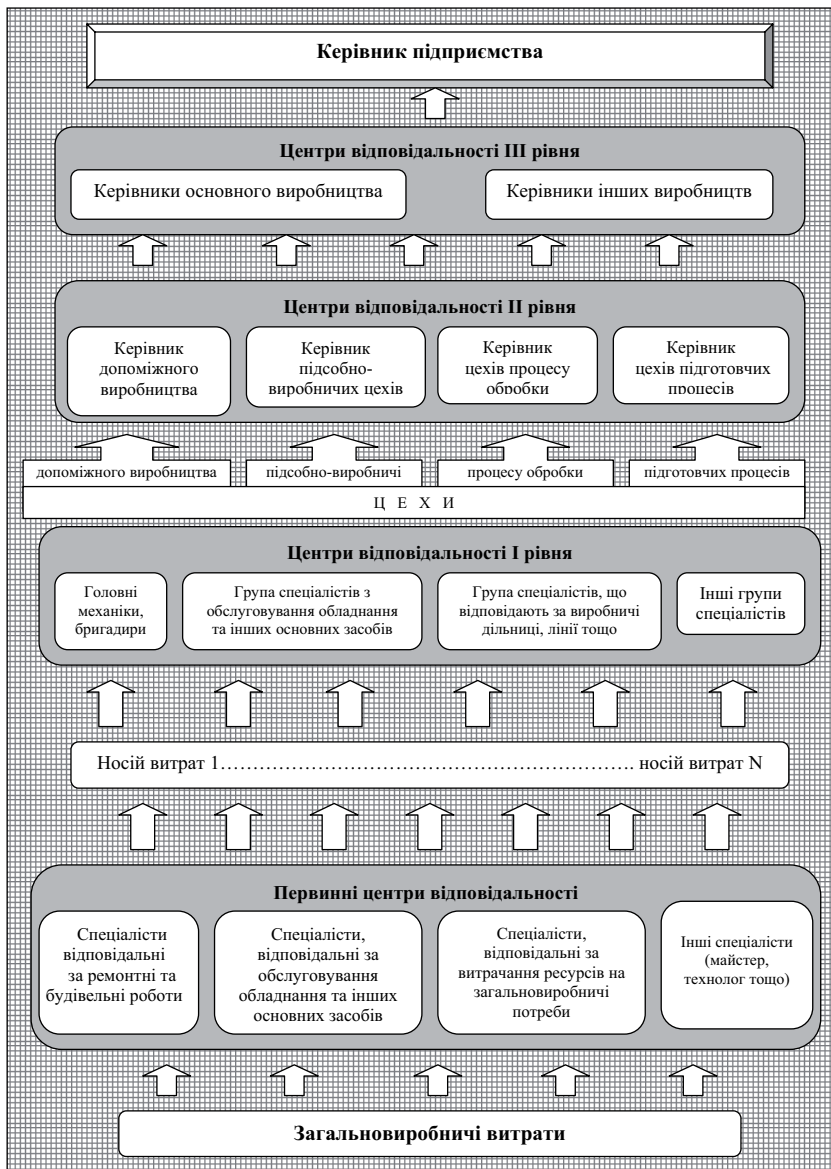 Керівник підприємства
Центри відповідальності III рівня
Керівники основного виробництва
Керівники інших виробництв
Центри відповідальності II рівня
Керівник
допоміжного
виробництва
Керівник
підсобно-
виробничих цехів
Керівник
цехів процесу
обробки
Керівник
цехів підготовчих
процесів
допоміжного виробництва
підсобно-виробничі
процесу обробки
підготовчих процесів
Ц Е Х И
Центри відповідальності I рівня
Головні
механіки,
бригадири
Група спеціалістів з
обслуговування обладнання
та інших основних засобів
Група спеціалістів, що
відповідають за виробничі
дільниці, лінії тощо
Інші групи
спеціалістів
Носій витрат 1…………………………………………………………. носій витрат N
Первинні центри відповідальності
Спеціалісти
відповідальні
за ремонтні та
будівельні роботи
Спеціалісти,
відповідальні за
обслуговування
обладнання та інших
основних засобів
Спеціалісти,
відповідальні за
витрачання ресурсів на
загальновиробничі
потреби
Інші спеціалісти
(майстер,
технолог тощо)
Загальновиробничі витрати